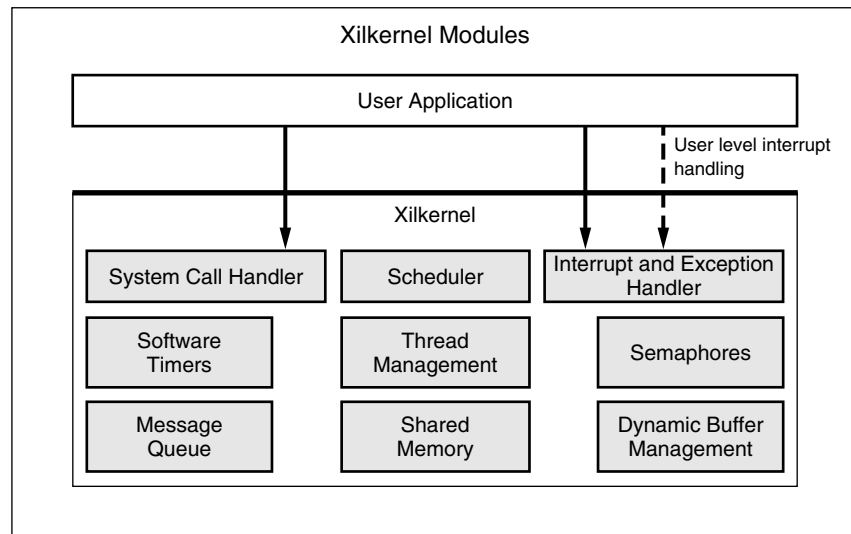 Xilkernel Modules
User Application
User level interrupt
handling
Xilkernel
System Call Handler
Scheduler
Interrupt and Exception
Handler
Software
Timers
Thread
Management
Semaphores
Message
Queue
Shared
Memory
Dynamic Buffer
Management